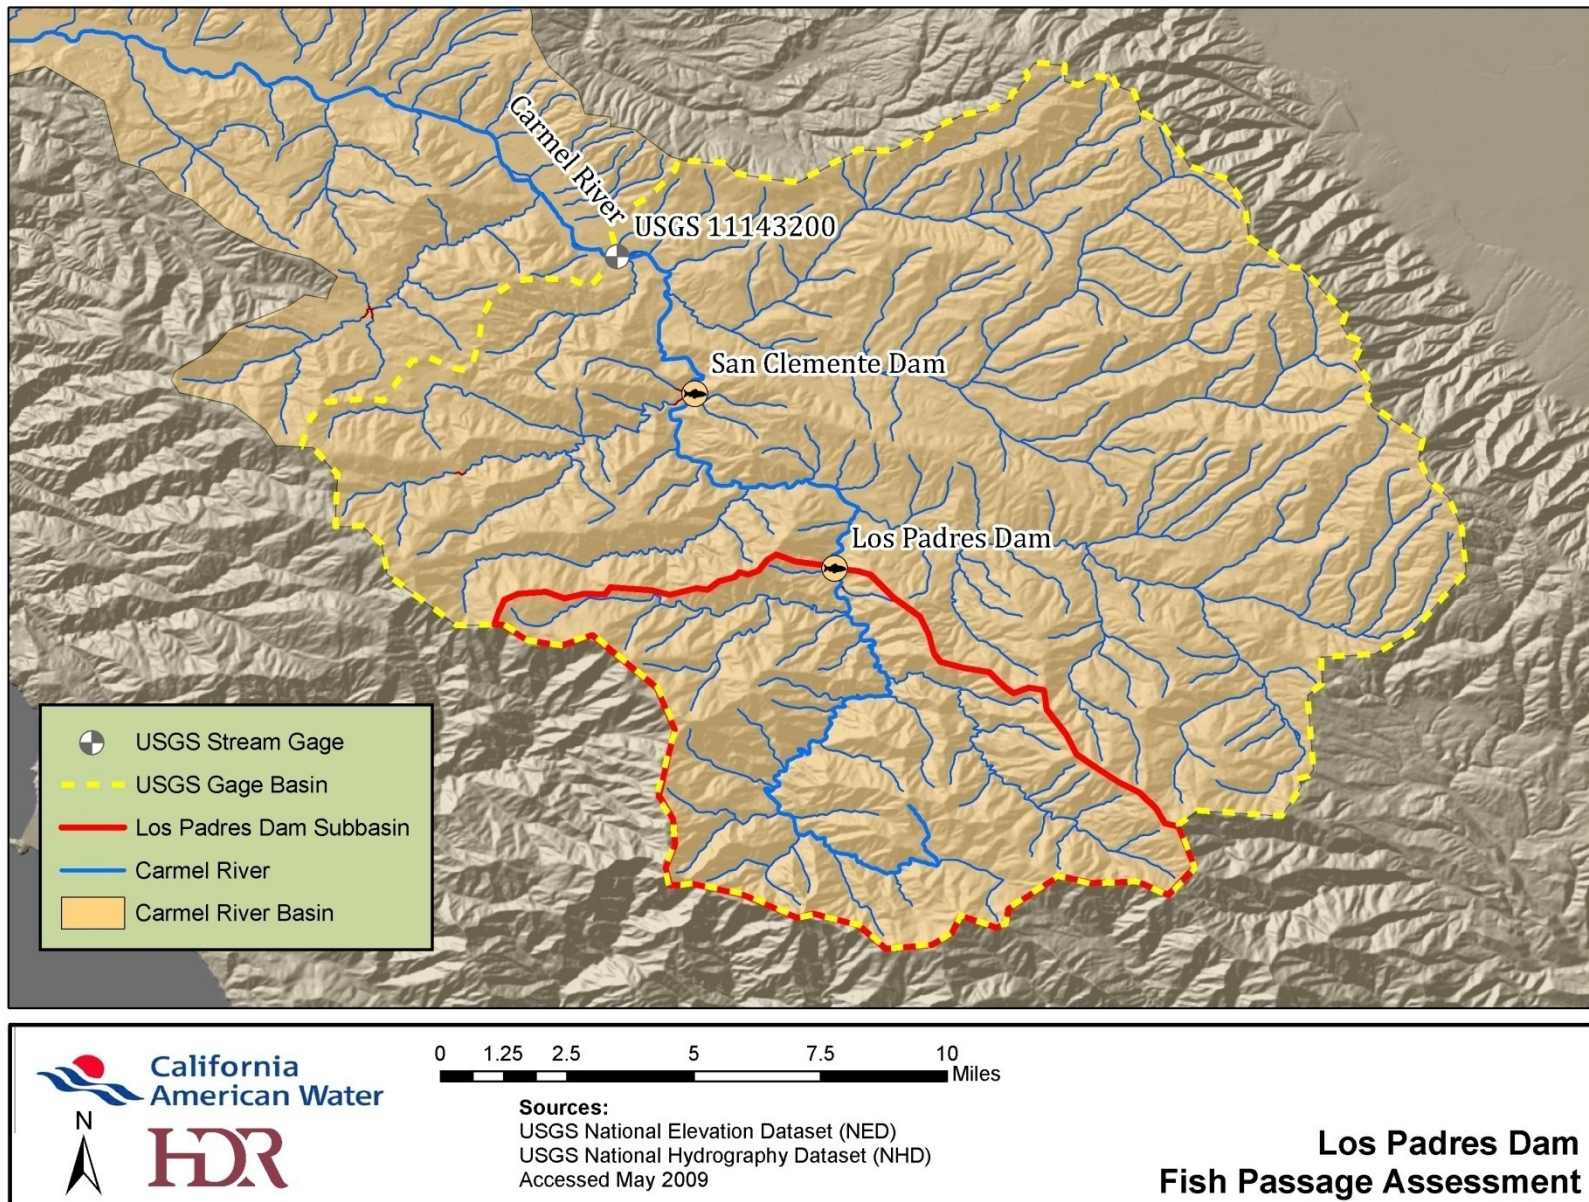 Carmel River
USGS 11143200
San Clemente Dam
Los Padres Dam
USGS Stream Gage
USGS Gage Basin
Los Padres Dam Subbasin
Carmel River
Carmel River Basin
California
American Water
N
HDR
0 1.25 2.5 5 7.5 10
Miles
Sources:
USGS National Elevation Dataset (NED)
USGS National Hydrography Dataset (NHD)
Accessed May 2009
Los Padres Dam
Fish Passage Assessment